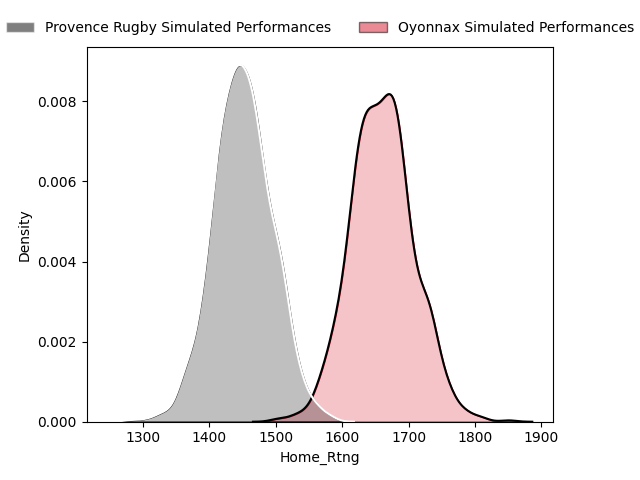 Provence Rugby Simulated Performances   Oyonnax Simulated Performances
0.008
0.006
0.004
0.002
0.000
Density
1300 1400 1500 1600 1700 1800 1900
Home_Rtng